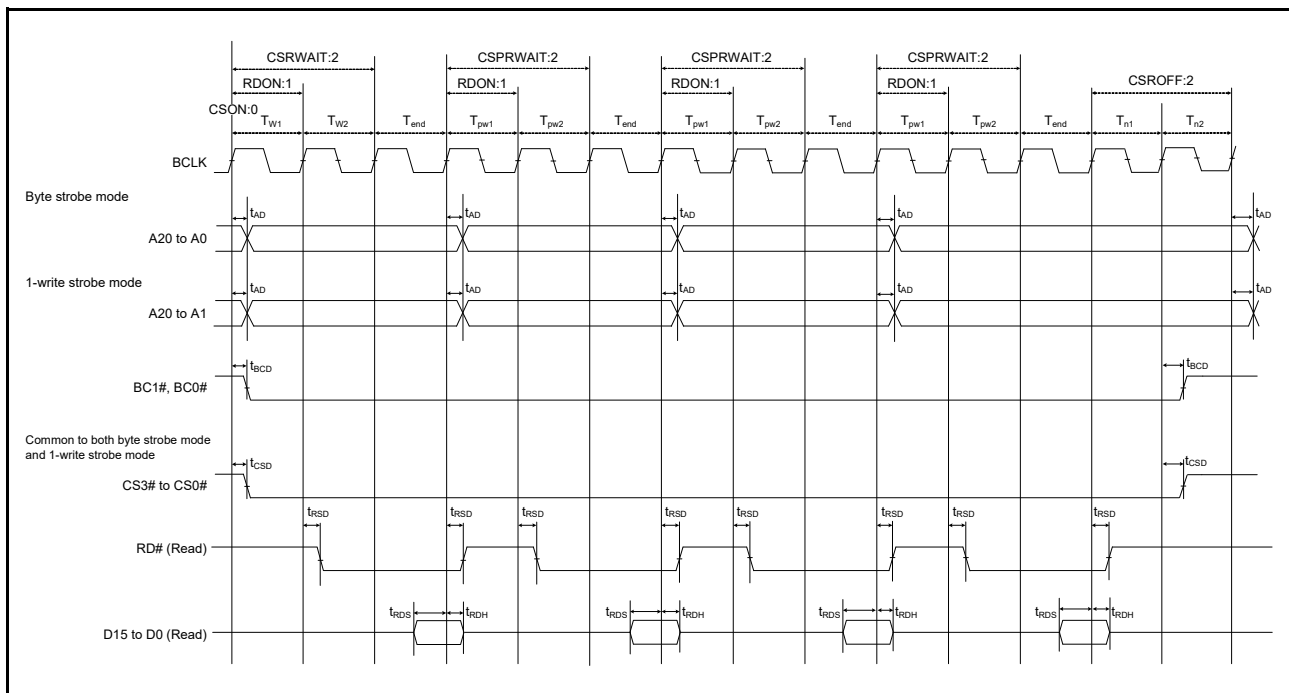 CSRWAIT:2 CSPRWAIT:2 CSPRWAIT:2 CSPRWAIT:2
RDON:1 RDON:1 RDON:1 RDON:1 CSROFF:2
CSON:0
TW1 TW2 Tend Tpw1 Tpw2 Tend Tpw1 Tpw2 Tend Tpw1 Tpw2 Tend Tn1 Tn2
BCLK
Byte strobe mode
tAD tAD tAD tAD tAD
A20 to A0
1-write strobe mode
tAD tAD tAD tAD tAD
A20 to A1
tBCD tBCD
BC1#, BC0#
Common to both byte strobe mode
and 1-write strobe mode
tCSD tCSD
CS3# to CS0#
tRSD tRSD tRSD tRSD tRSD tRSD tRSD tRSD
RD# (Read)
tRDS tRDH tRDS tRDH tRDS tRDH tRDS tRDH
D15 to D0 (Read)